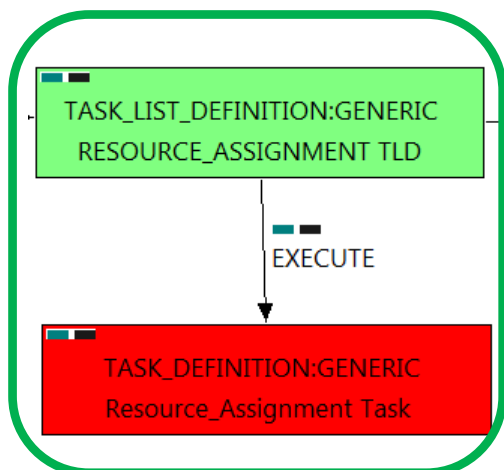 TASK_LIST_DEFINITION:GENERIC
RESOURCE_ASSIGNMENT TLD
EXECUTE
TASK_DEFINITION:GENERIC
Resource_Assignment Task